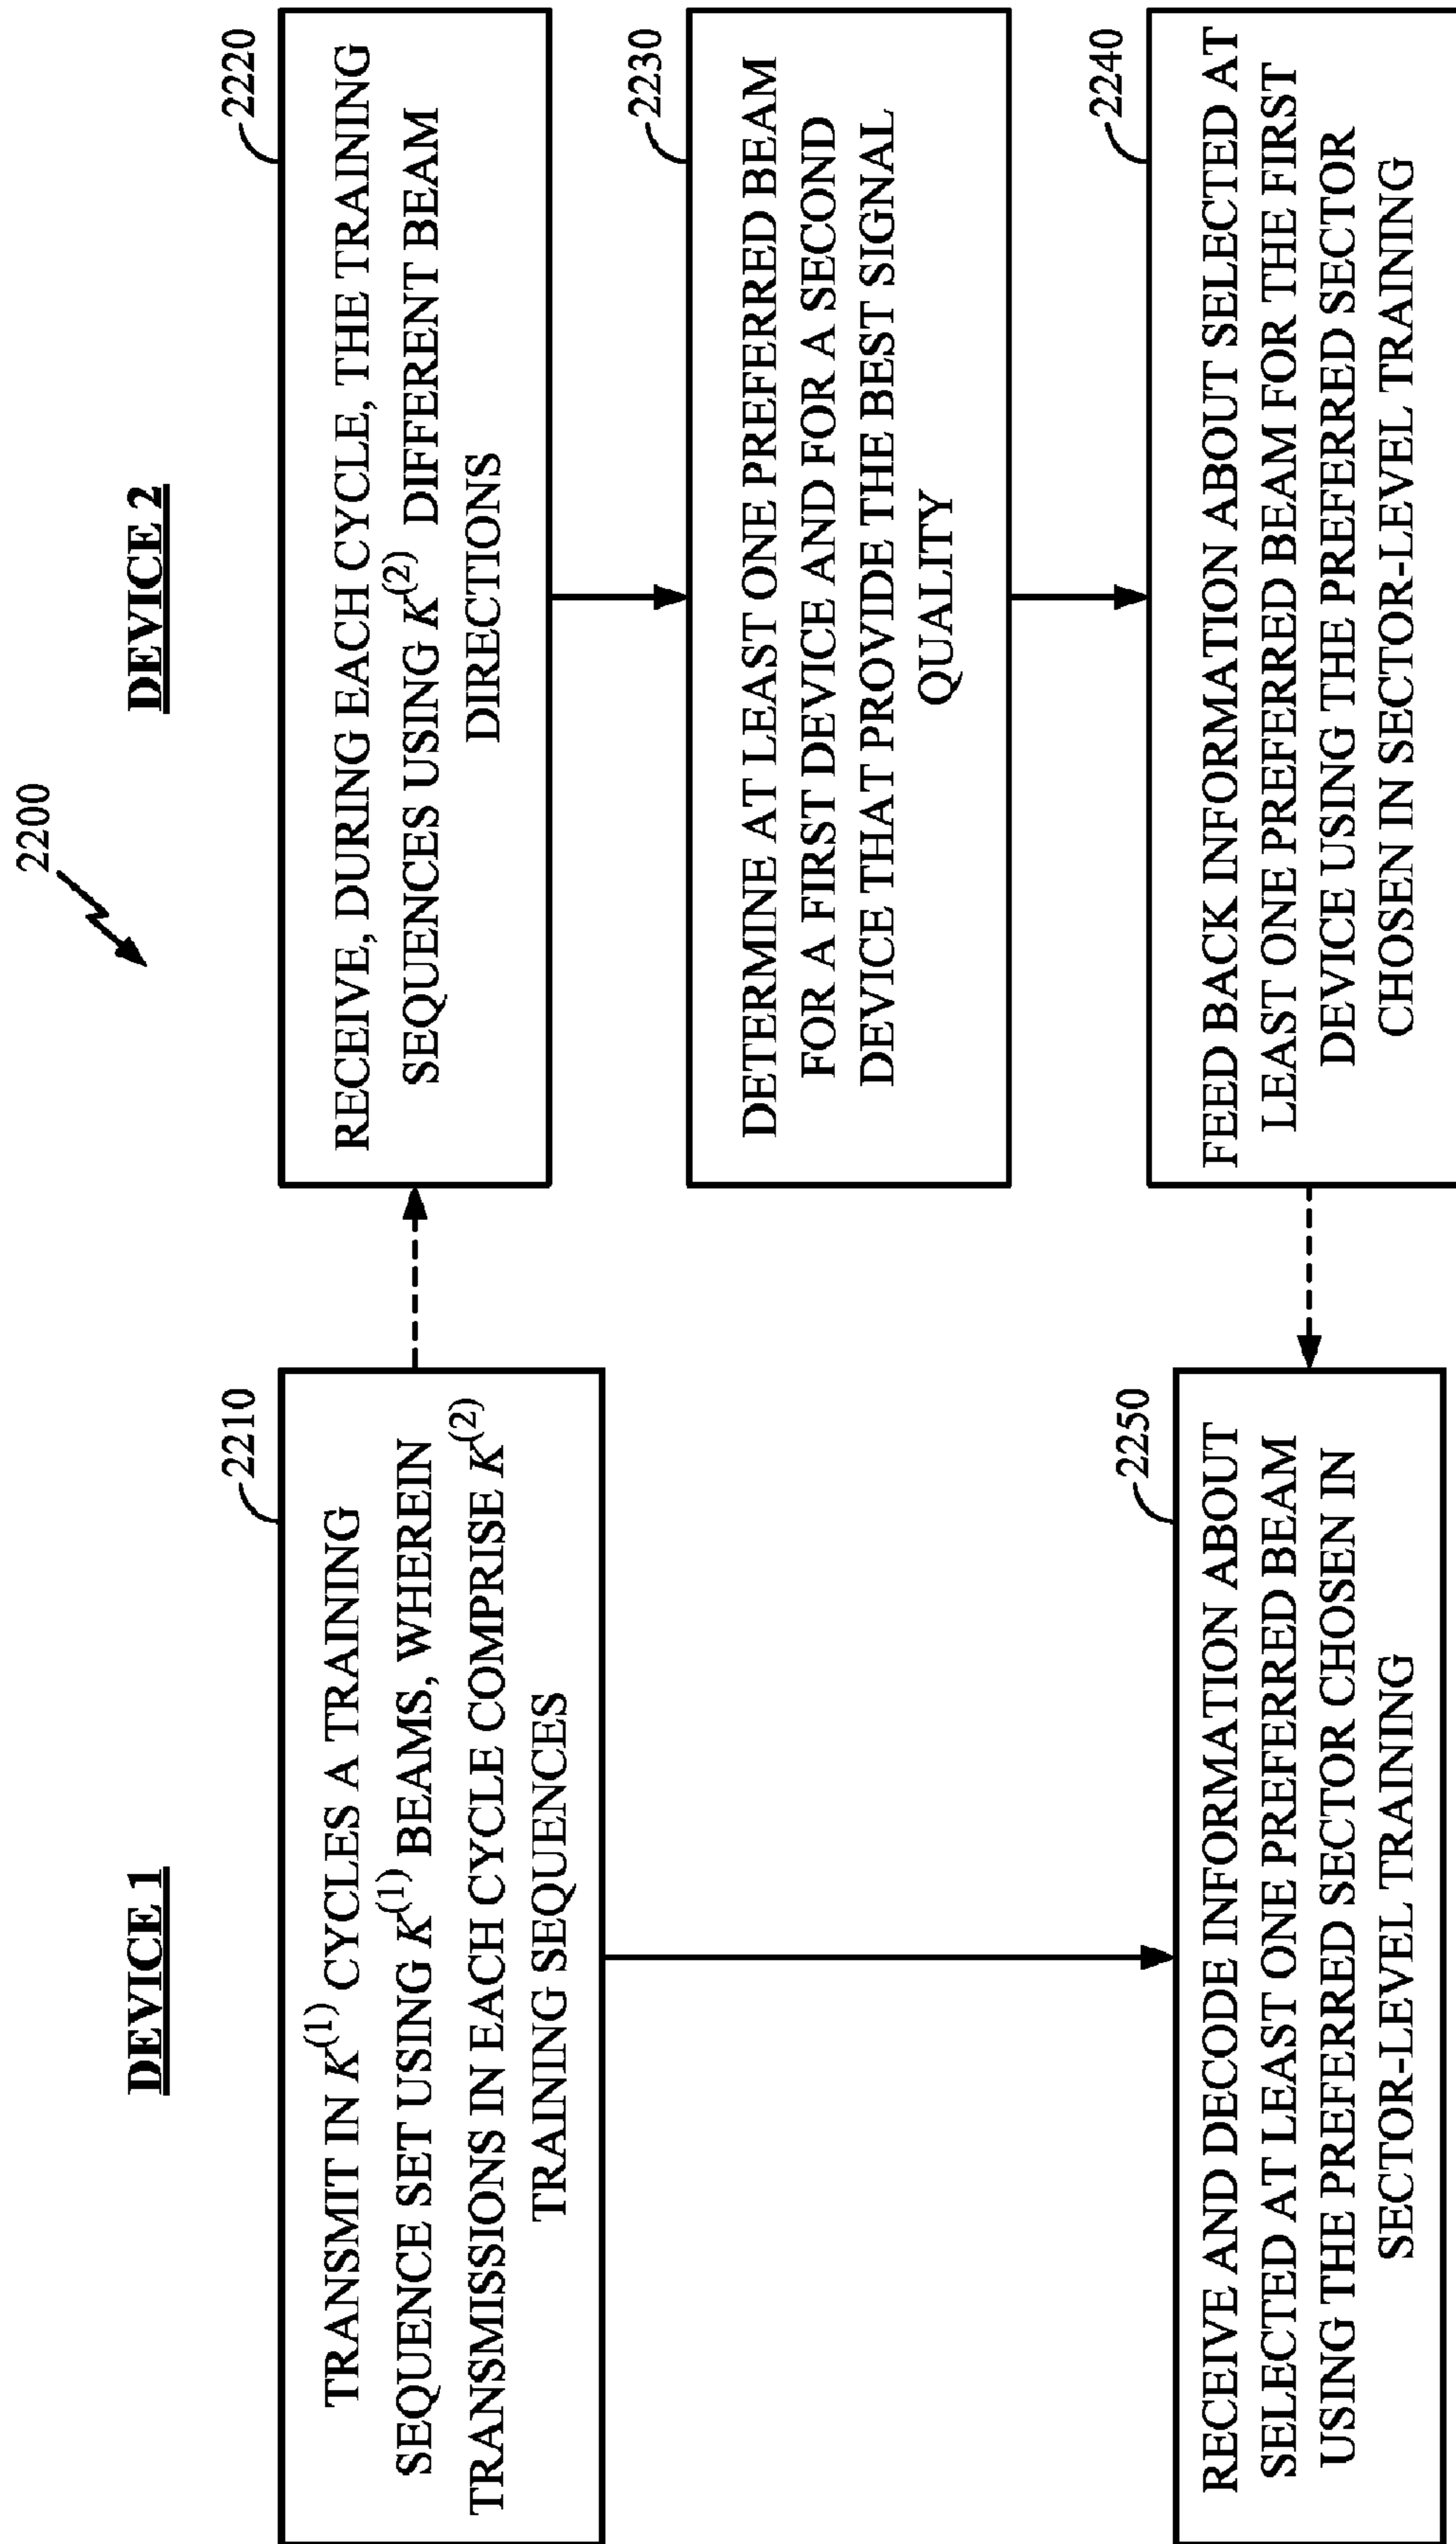 2200
DEVICE 1
2210
TRANSMIT IN K(1) CYCLES A TRAINING
SEQUENCE SET USING K(1) BEAMS, WHEREIN
TRANSMISSIONS IN EACH CYCLE COMPRISE K(2)
TRAINING SEQUENCES
2250
RECEIVE AND DECODE INFORMATION ABOUT
SELECTED AT LEAST ONE PREFERRED BEAM
USING THE PREFERRED SECTOR CHOSEN IN
SECTOR-LEVEL TRAINING
DEVICE 2
2220
RECEIVE, DURING EACH CYCLE, THE TRAINING
SEQUENCES USING K(2) DIFFERENT BEAM
DIRECTIONS
2230
DETERMINE AT LEAST ONE PREFERRED BEAM
FOR A FIRST DEVICE AND FOR A SECOND
DEVICE THAT PROVIDE THE BEST SIGNAL
QUALITY
2240
FEED BACK INFORMATION ABOUT SELECTED AT
LEAST ONE PREFERRED BEAM FOR THE FIRST
DEVICE USING THE PREFERRED SECTOR
CHOSEN IN SECTOR-LEVEL TRAINING